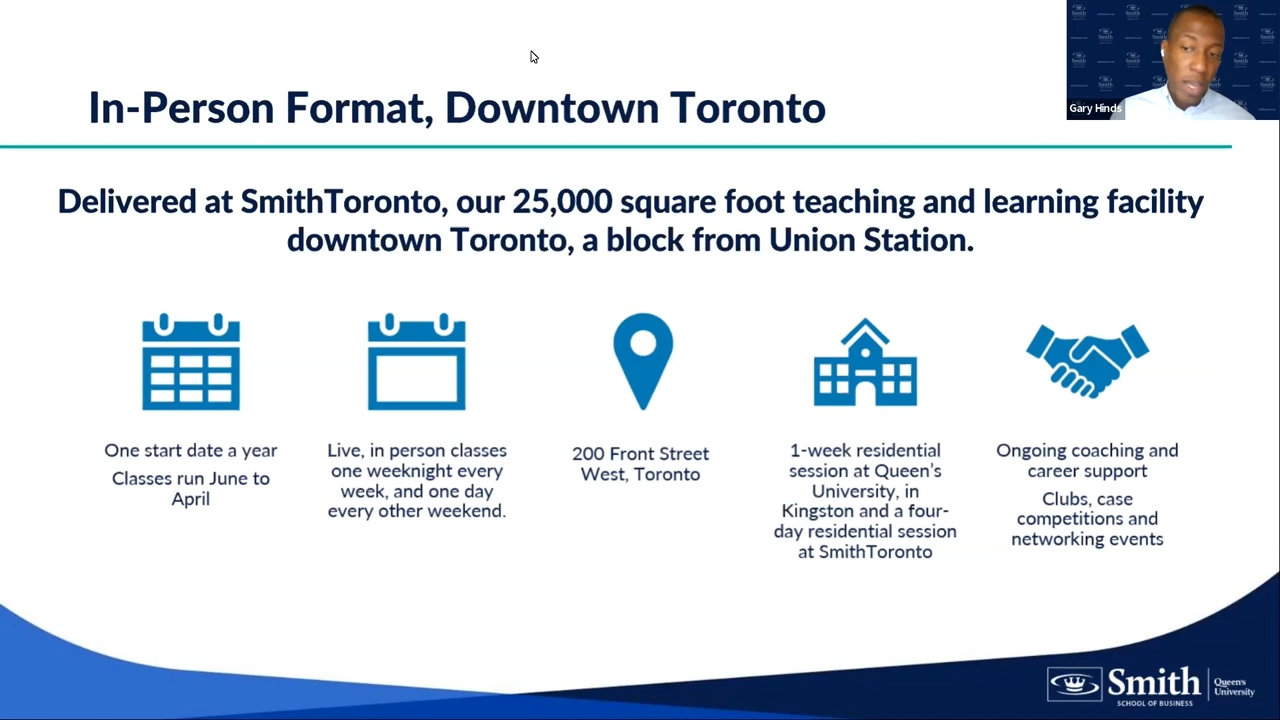 In-Person Format, Downtown Toronto
Gary Hinds
Delivered at SmithToronto, our 25,000 square foot teaching and learning facility
downtown Toronto, a block from Union Station.
One start date a year
Classes run June to
April
Live, in person classes
one weeknight every
week, and one day
every other weekend.
200 Front Street
West, Toronto
1-week residential
session at Queen's
University, in
Kingston and a four-
day residential session
at SmithToronto
Ongoing coaching and
career support
Clubs, case
competitions and
networking events
Smith
SCHOOL OF BUSINESS
Queen's
University